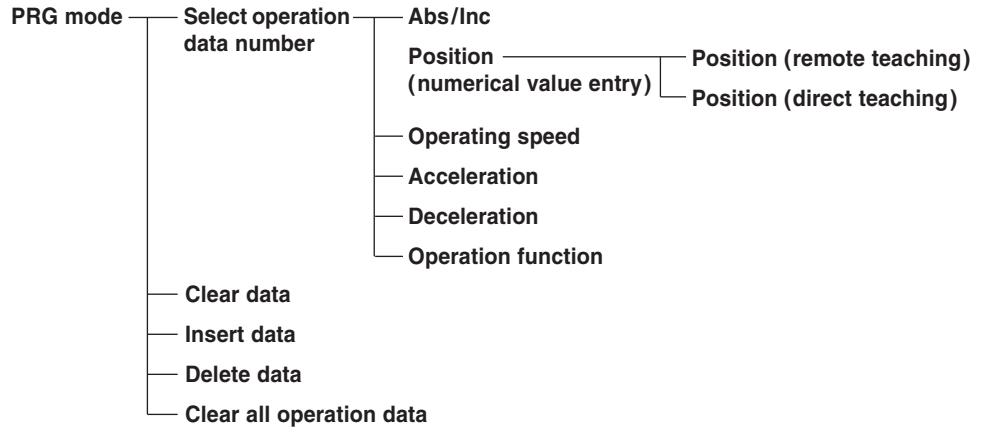 PRG mode Select operation Abs/Inc
data number
Position Position (remote teaching)
(numerical value entry) Position (direct teaching)
Operating speed
Acceleration
Deceleration
Operation function
Clear data
Insert data
Delete data
Clear all operation data